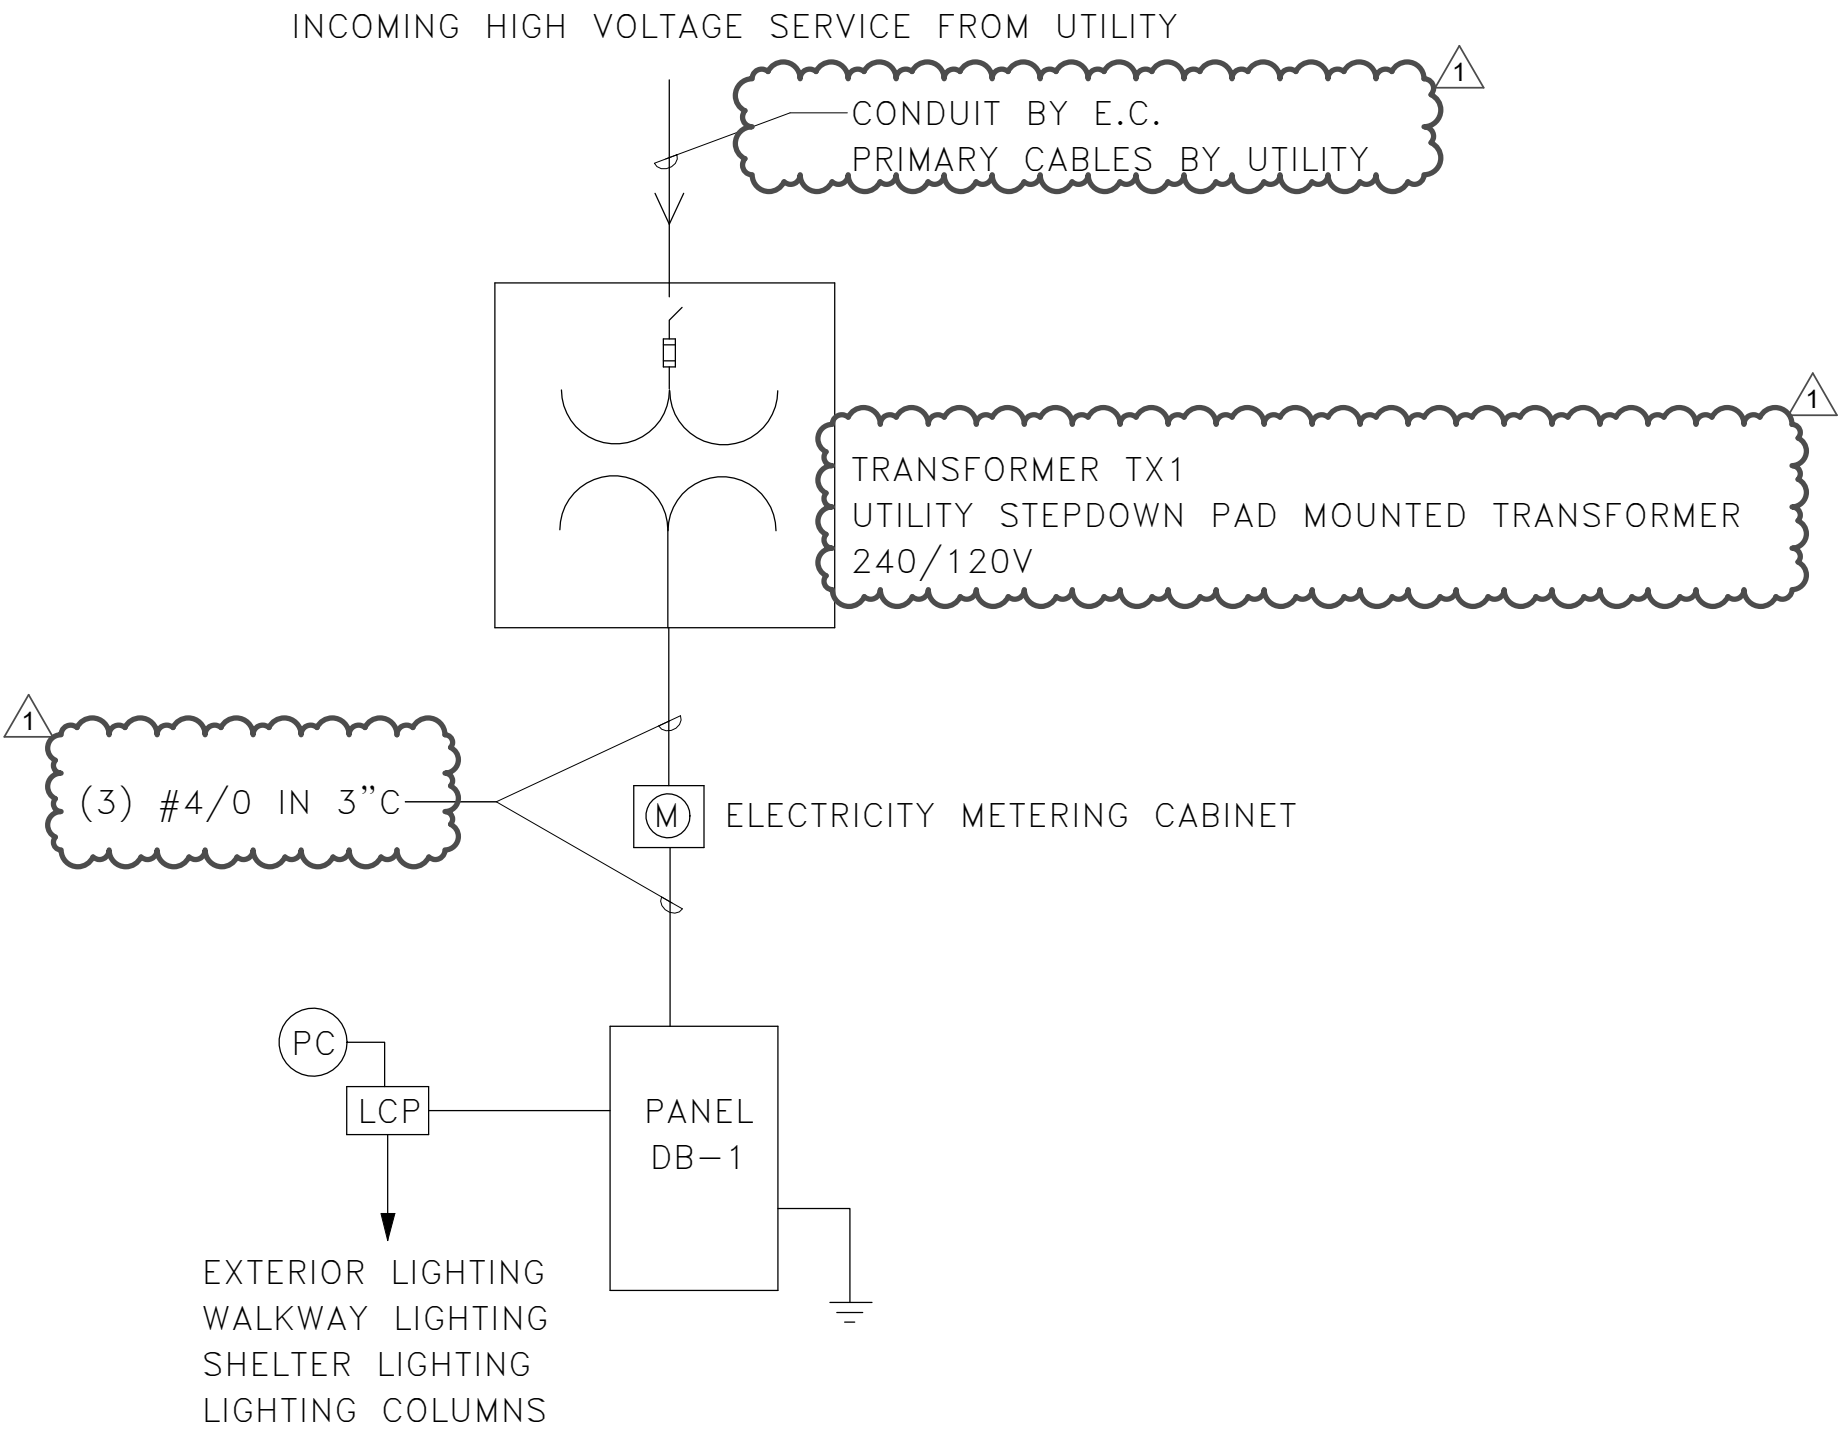 INCOMING HIGH VOLTAGE SERVICE FROM UTILITY
1
CONDUIT BY E.C.
PRIMARY CABLES BY UTILITY
1
TRANSFORMER TX1
UTILITY STEPDOWN PAD MOUNTED TRANSFORMER
240/120V
1
(3) #4/0 IN 3"C
M
ELECTRICITY METERING CABINET
PC
LCP
PANEL
DB-1
EXTERIOR LIGHTING
WALKWAY LIGHTING
SHELTER LIGHTING
LIGHTING COLUMNS